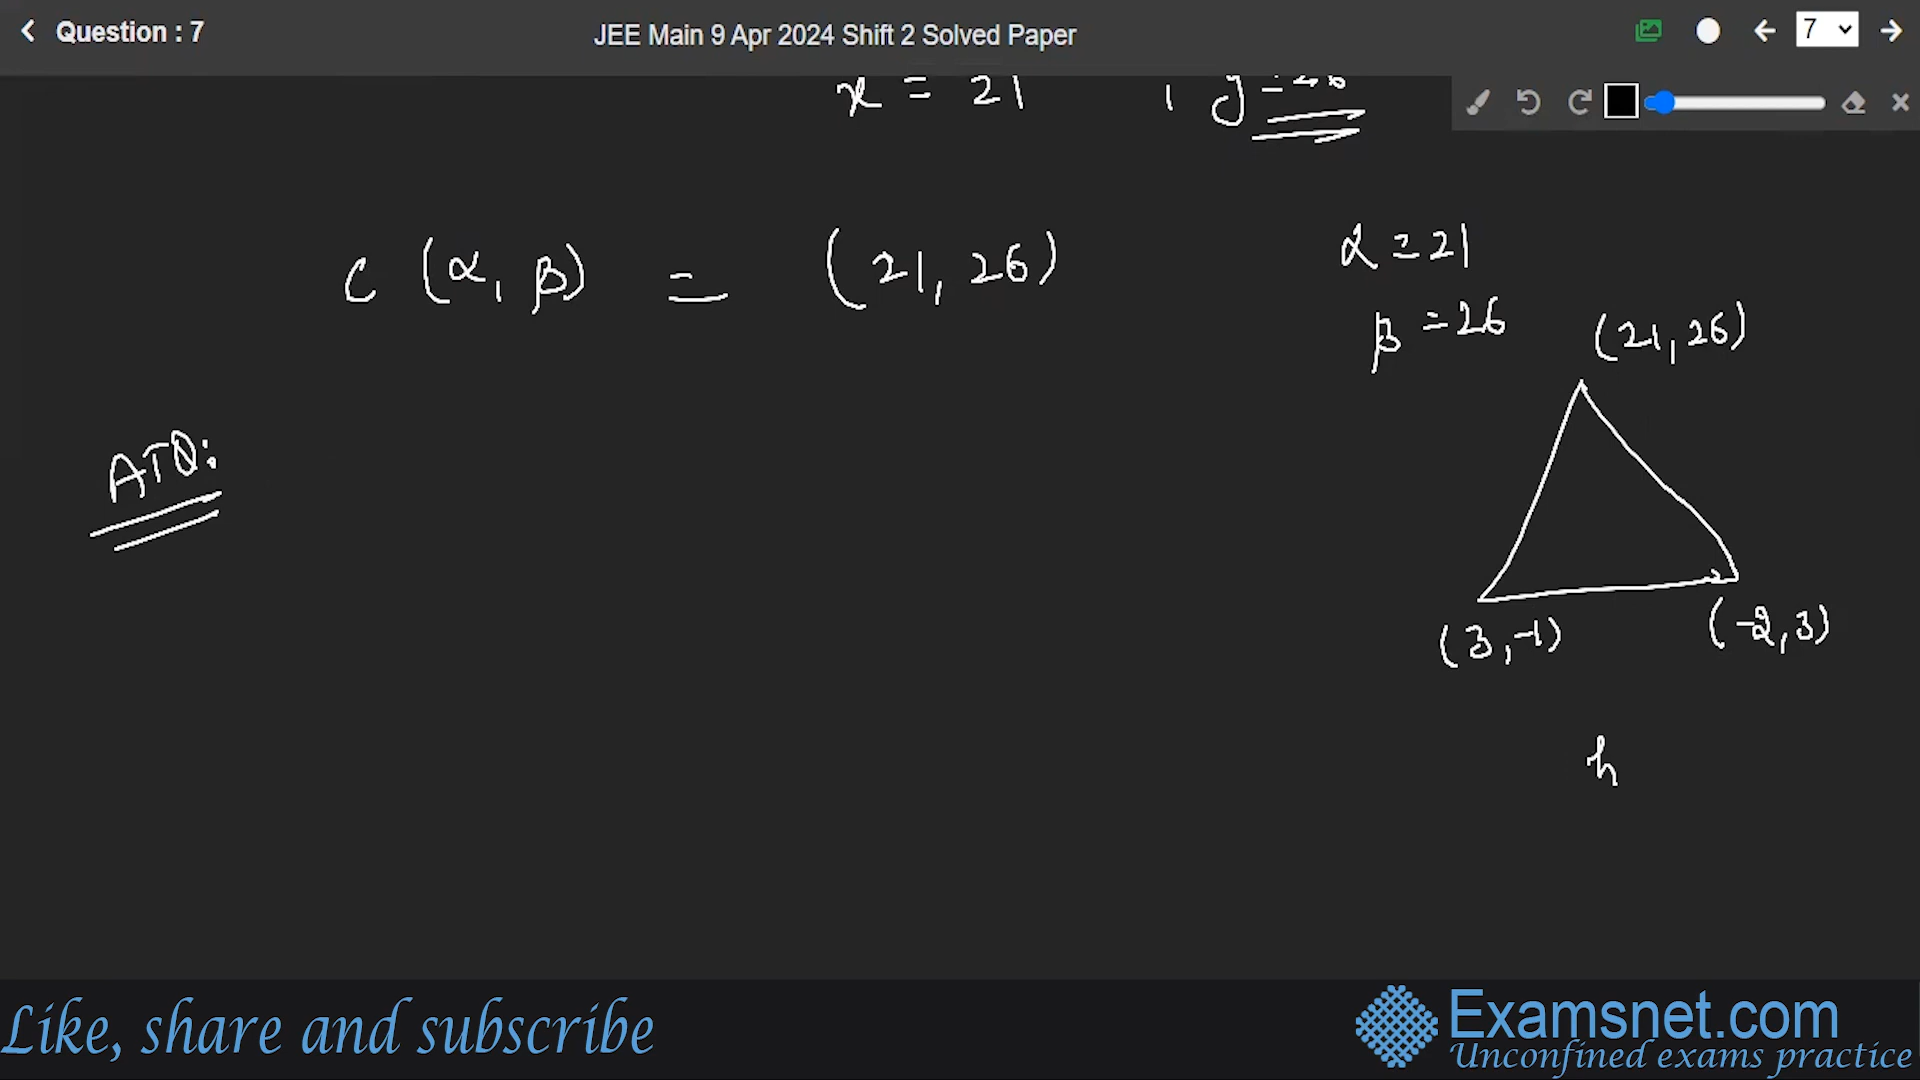 Question : 7
JEE Main 9 Apr 2024 Shift 2 Solved Paper
7
x = 21 , y = 26
C (α, β) = (21, 26)
α = 21
β = 26
(21, 26)
ATQ:
(3, -1)
(-2, 3)
h
Like, share and subscribe
Examsnet.com
Unconfined exams practice